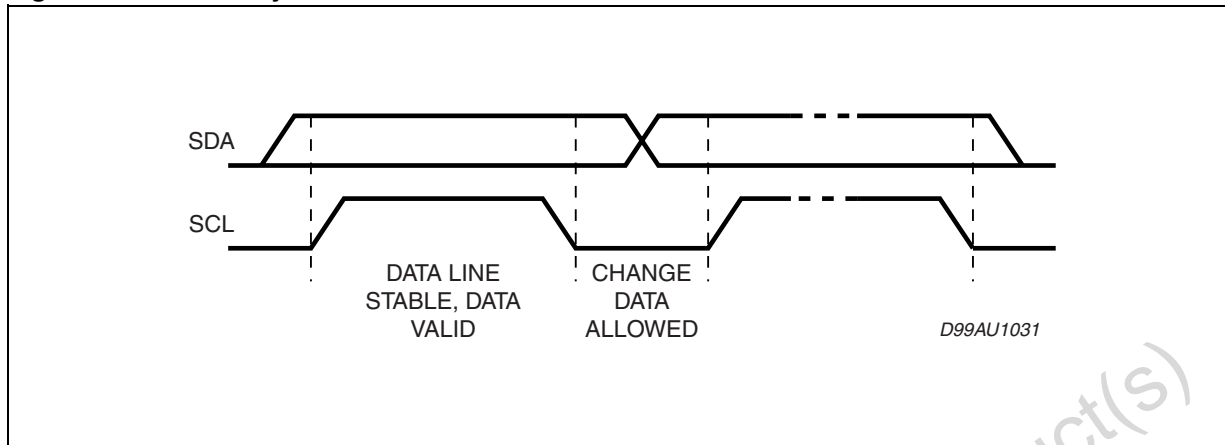 SDA
SCL
DATA LINE
STABLE, DATA
VALID
CHANGE
DATA
ALLOWED
D99AU1031